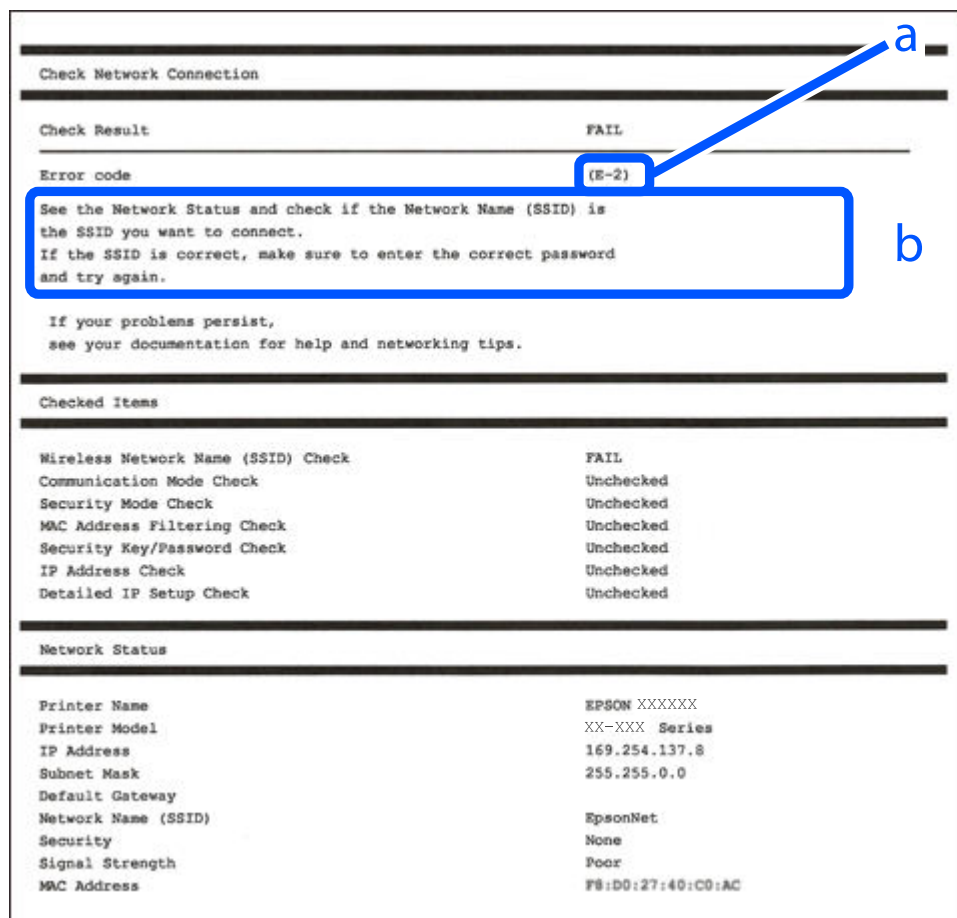 a
Check Network Connection
Check Result FAIL
Error code (E-2)
See the Network Status and check if the Network Name (SSID) is
the SSID you want to connect.
If the SSID is correct, make sure to enter the correct password
and try again.
b
If your problems persist,
see your documentation for help and networking tips.
Checked Items
Wireless Network Name (SSID) Check FAIL
Communication Mode Check Unchecked
Security Mode Check Unchecked
MAC Address Filtering Check Unchecked
Security Key/Password Check Unchecked
IP Address Check Unchecked
Detailed IP Setup Check Unchecked
Network Status
Printer Name EPSON XXXXXX
Printer Model XX-XXX Series
IP Address 169.254.137.8
Subnet Mask 255.255.0.0
Default Gateway
Network Name (SSID) EpsonNet
Security None
Signal Strength Poor
MAC Address F8:D0:27:40:C0:AC